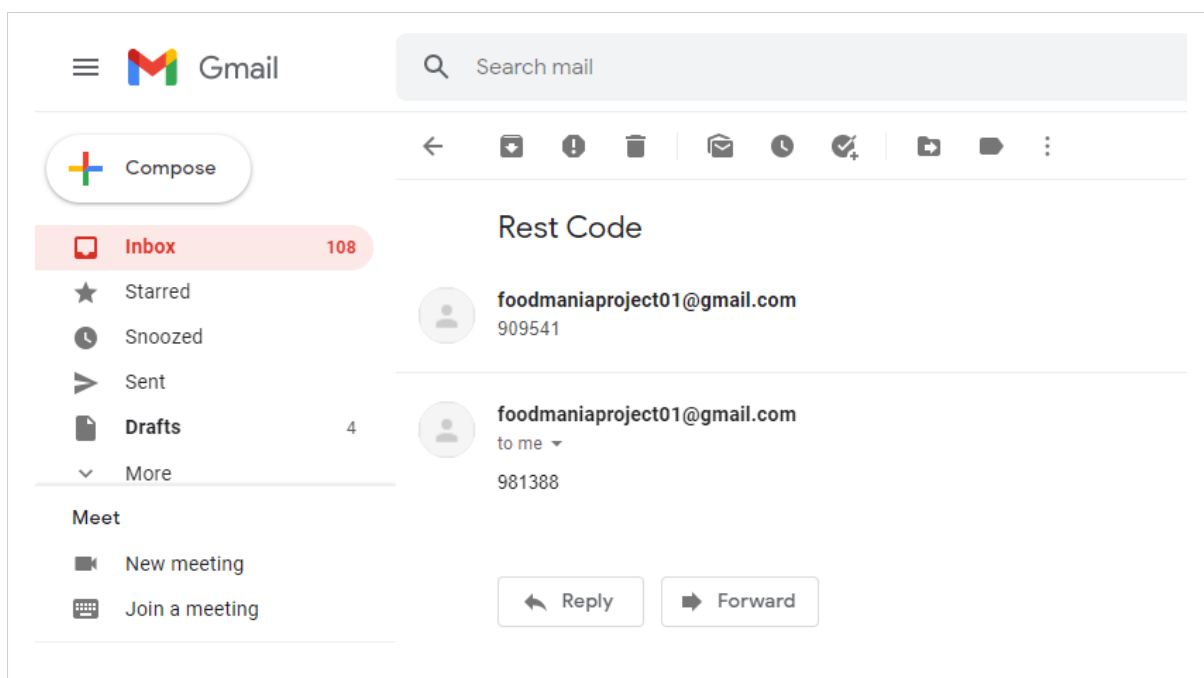 Gmail
Search mail
Compose
Rest Code
Inbox 108
Starred
Snoozed
Sent
Drafts 4
More
foodmaniaproject01@gmail.com
909541
foodmaniaproject01@gmail.com
to me
981388
Meet
New meeting
Join a meeting
Reply
Forward